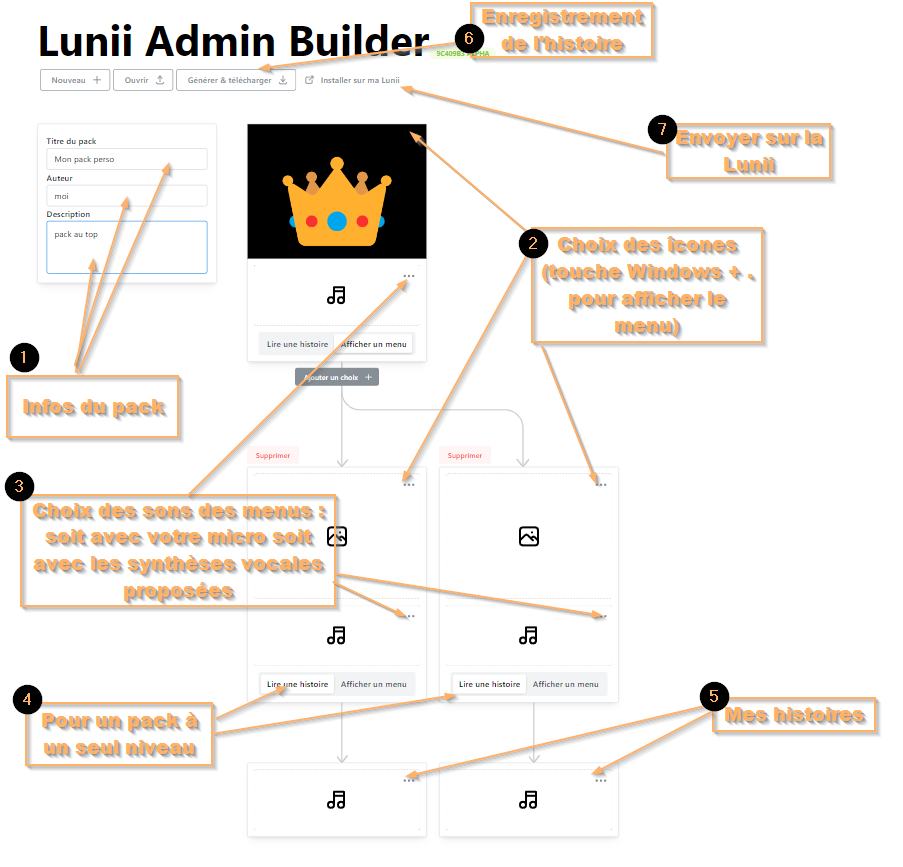 Lunii Admin Builder
9C409B3 ALPHA
6
Enregistrement
de l'histoire
Nouveau +
Ouvrir
Générer & télécharger
Installer sur ma Lunii
7
Envoyer sur la
Lunii
Titre du pack
Mon pack perso
Auteur
moi
Description
pack au top
2
Choix des îcones
(touche Windows + .
pour afficher le
menu)
Lire une histoire
Afficher un menu
Ajouter un choix +
1
Infos du pack
Supprimer
Supprimer
3
Choix des sons des menus :
soit avec votre micro soit
avec les synthèses vocales
proposées
Lire une histoire
Afficher un menu
Lire une histoire
Afficher un menu
4
Pour un pack à
un seul niveau
5
Mes histoires